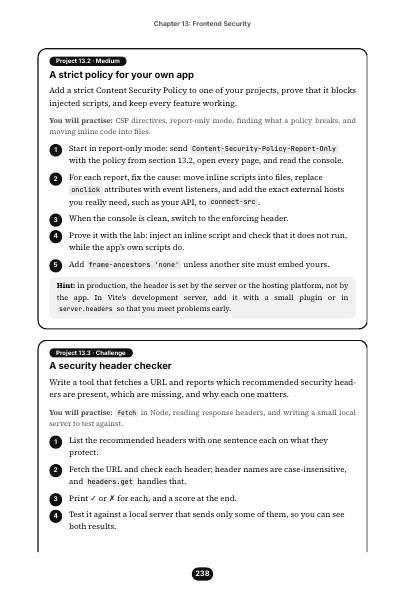 Chapter 13: Frontend Security
Project 13.2 · Medium
A strict policy for your own app
Add a strict Content Security Policy to one of your projects, prove that it blocks
injected scripts, and keep every feature working.
You will practise: CSP directives, report-only mode, finding what a policy breaks, and
moving inline code into files.
1 Start in report-only mode: send Content-Security-Policy-Report-Only
with the policy from section 13.2, open every page, and read the console.
2 For each report, fix the cause: move inline scripts into files, replace
onclick attributes with event listeners, and add the exact external hosts
you really need, such as your API, to connect-src.
3 When the console is clean, switch to the enforcing header.
4 Prove it with the lab: inject an inline script and check that it does not run,
while the app's own scripts do.
5 Add frame-ancestors 'none' unless another site must embed yours.
Hint: in production, the header is set by the server or the hosting platform, not by
the app. In Vite's development server, add it with a small plugin or in
server.headers so that you meet problems early.
Project 13.3 · Challenge
A security header checker
Write a tool that fetches a URL and reports which recommended security head-
ers are present, which are missing, and why each one matters.
You will practise: fetch in Node, reading response headers, and writing a small local
server to test against.
1 List the recommended headers with one sentence each on what they
protect.
2 Fetch the URL and check each header; header names are case-insensitive,
and headers.get handles that.
3 Print ✓ or ✗ for each, and a score at the end.
4 Test it against a local server that sends only some of them, so you can see
both results.
238